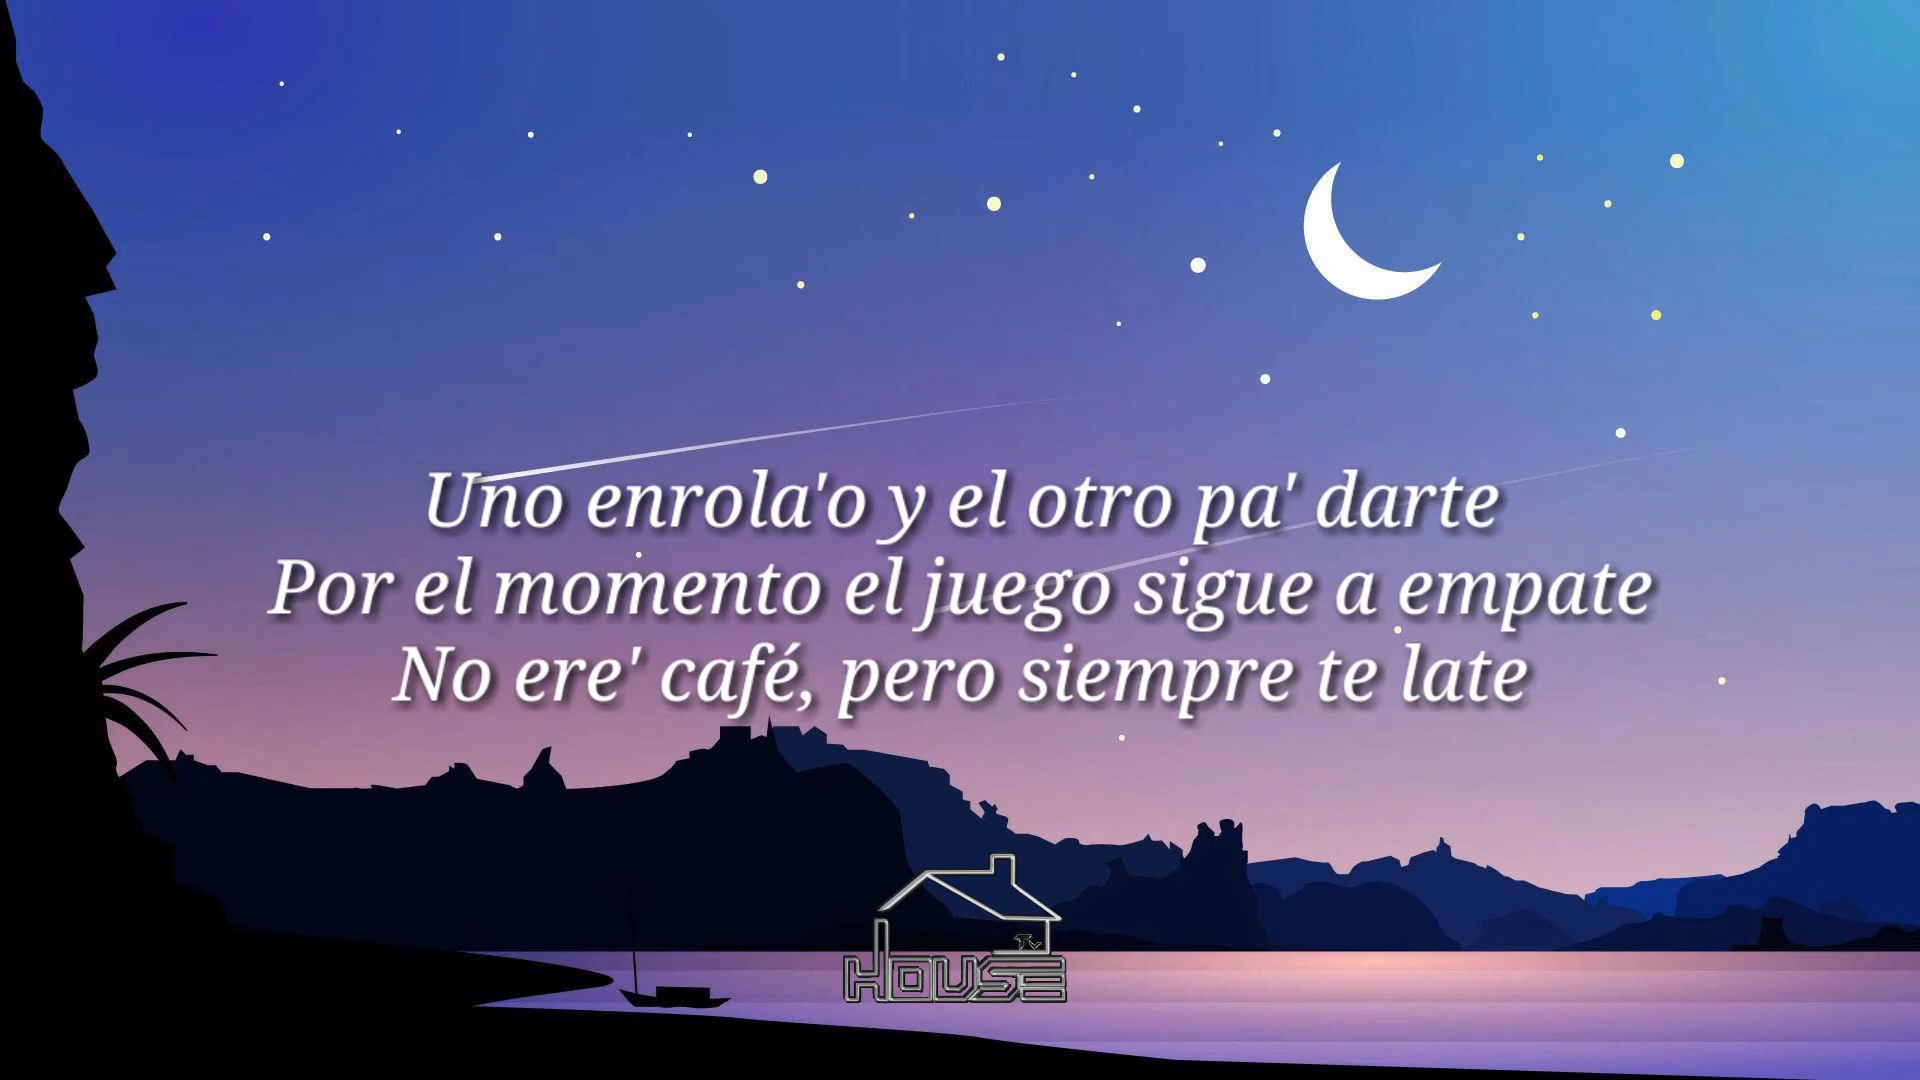 Uno enrola'o y el otro pa' darte
Por el momento el juego sigue a empate
No ere' café, pero siempre te late
Tv
HOUSE